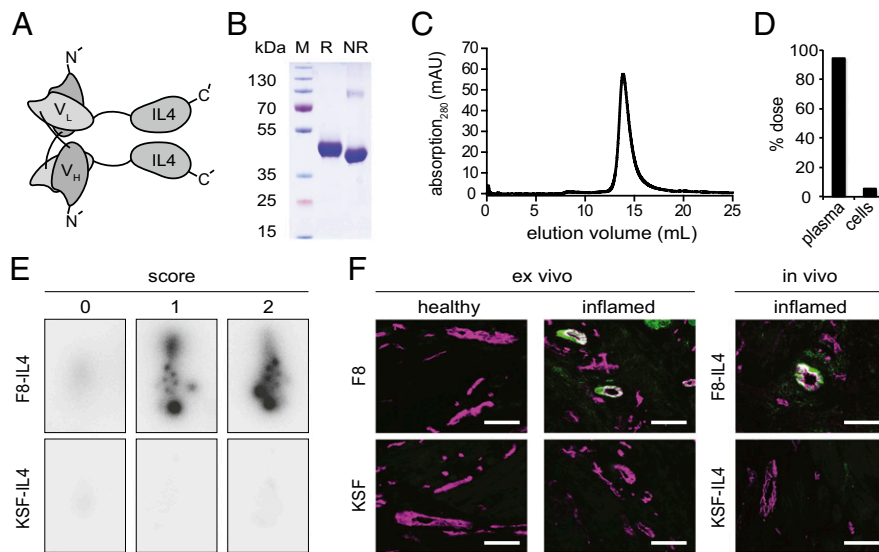 A
N´
V_L
IL4
C´
V_H
IL4
C´
N´
B
kDa M R NR
130
70
55
35
25
15
C
absorption_280 (mAU)
70
60
50
40
30
20
10
0
0 5 10 15 20 25
elution volume (mL)
D
% dose
100
80
60
40
20
0
plasma
cells
E
score
0 1 2
F8-IL4
KSF-IL4
F
ex vivo in vivo
healthy inflamed inflamed
F8
F8-IL4
KSF
KSF-IL4